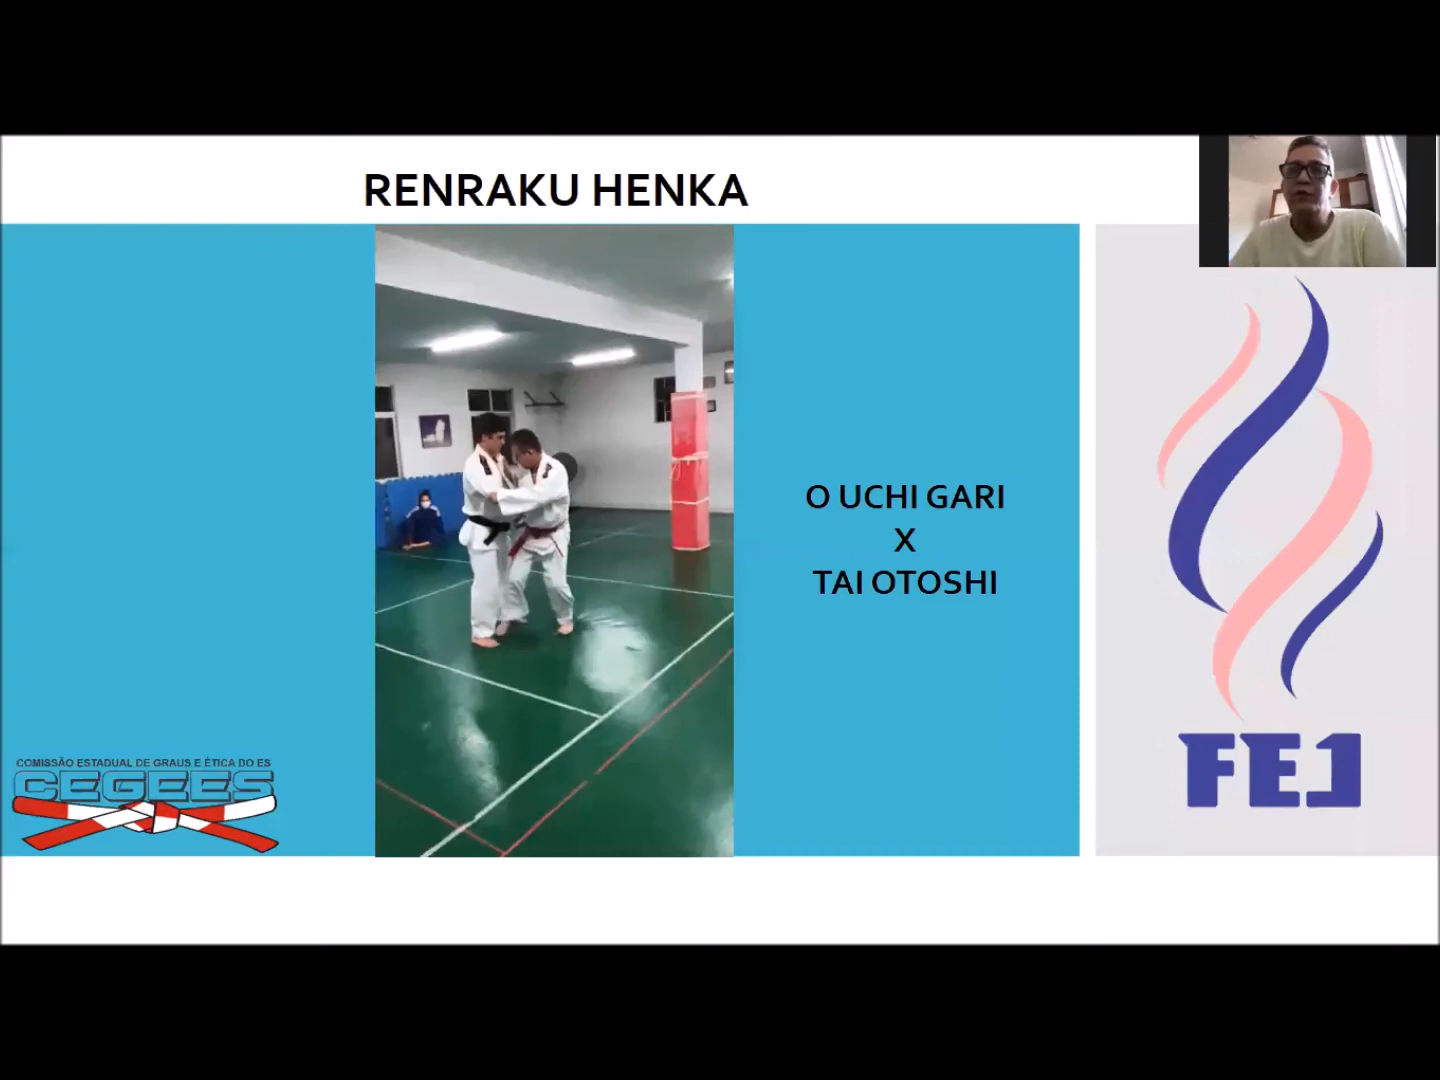 RENRAKU HENKA
O UCHI GARI
X
TAI OTOSHI
COMISSÃO ESTADUAL DE GRAUS E ÉTICA DO ES
CEGEES
FEJ